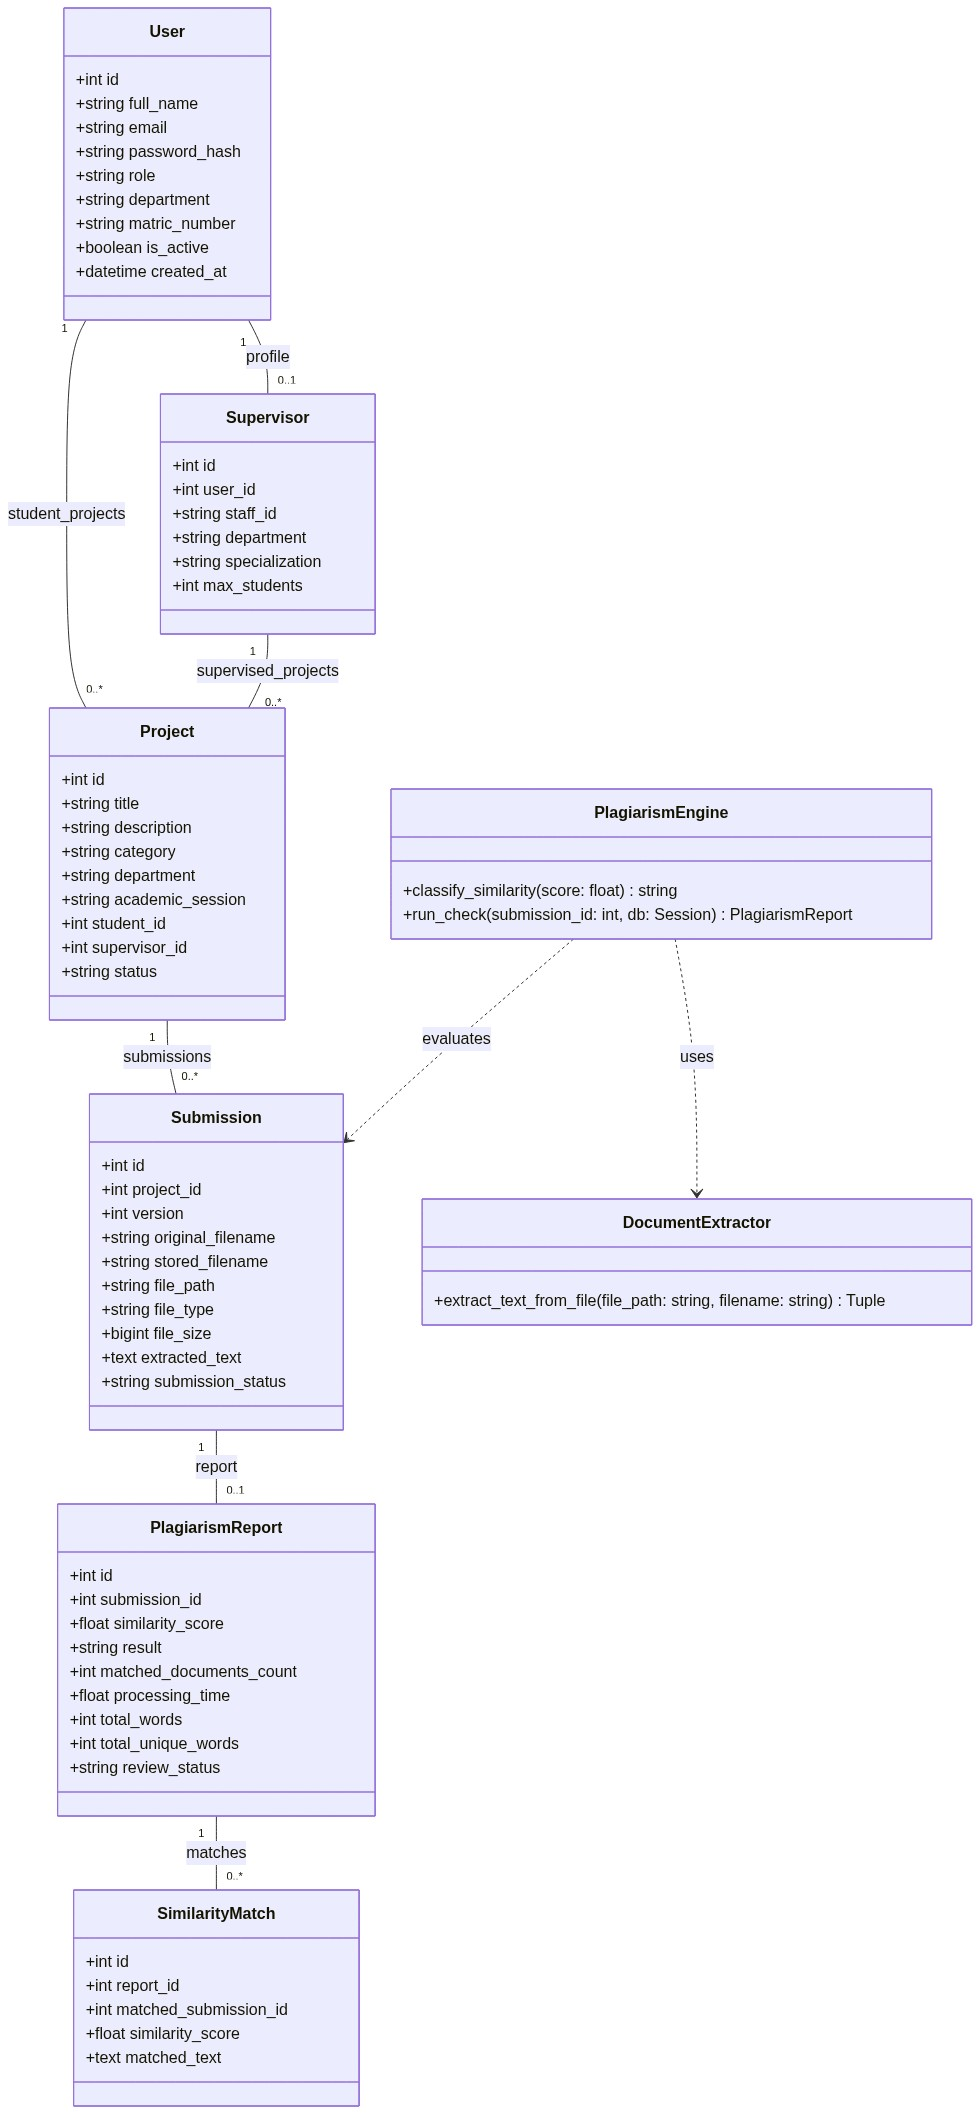 User
+int id
+string full_name
+string email
+string password_hash
+string role
+string department
+string matric_number
+boolean is_active
+datetime created_at
1
1
profile
0..1
Supervisor
+int id
+int user_id
+string staff_id
+string department
+string specialization
+int max_students
student_projects
1
supervised_projects
0..*
0..*
Project
+int id
+string title
+string description
+string category
+string department
+string academic_session
+int student_id
+int supervisor_id
+string status
PlagiarismEngine
+classify_similarity(score: float) : string
+run_check(submission_id: int, db: Session) : PlagiarismReport
1
submissions
0..*
evaluates
uses
Submission
+int id
+int project_id
+int version
+string original_filename
+string stored_filename
+string file_path
+string file_type
+bigint file_size
+text extracted_text
+string submission_status
DocumentExtractor
+extract_text_from_file(file_path: string, filename: string) : Tuple
1
report
0..1
PlagiarismReport
+int id
+int submission_id
+float similarity_score
+string result
+int matched_documents_count
+float processing_time
+int total_words
+int total_unique_words
+string review_status
1
matches
0..*
SimilarityMatch
+int id
+int report_id
+int matched_submission_id
+float similarity_score
+text matched_text